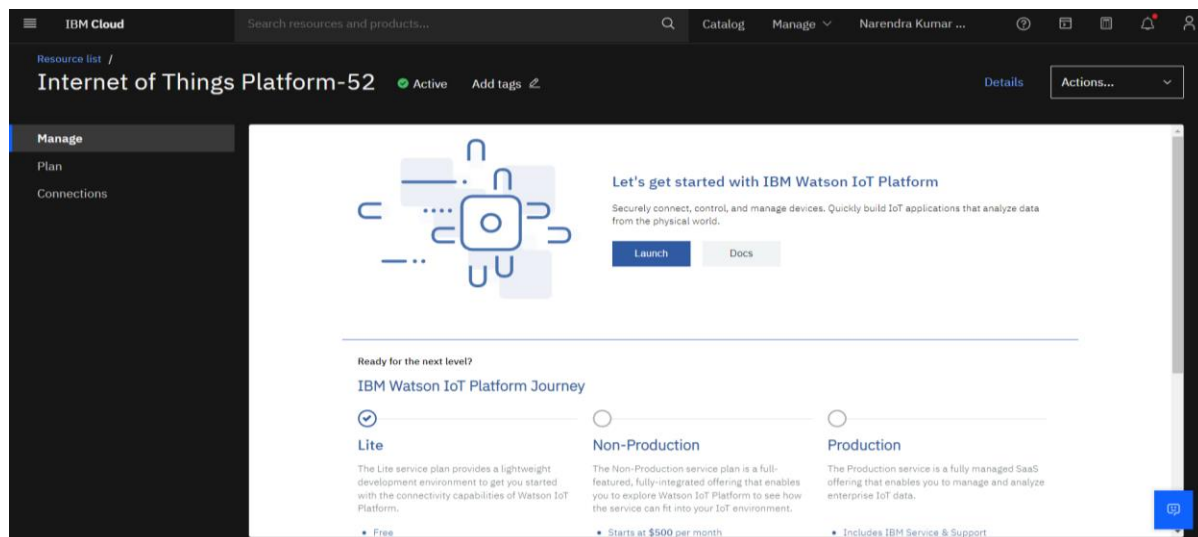 IBM Cloud
Search resources and products...
Catalog
Manage
Narendra Kumar ...
Resource list /
Internet of Things Platform-52
Active
Add tags
Details
Actions...
Manage
Plan
Connections
Let's get started with IBM Watson IoT Platform
Securely connect, control, and manage devices. Quickly build IoT applications that analyze data
from the physical world.
Launch
Docs
Ready for the next level?
IBM Watson IoT Platform Journey
Lite
The Lite service plan provides a lightweight
development environment to get you started
with the connectivity capabilities of Watson IoT
Platform.
• Free
Non-Production
The Non-Production service plan is a full-
featured, fully-integrated offering that enables
you to explore Watson IoT Platform to see how
the service can fit into your IoT environment.
• Starts at $500 per month
Production
The Production service is a fully managed SaaS
offering that enables you to manage and analyze
enterprise IoT data.
• Includes IBM Service & Support